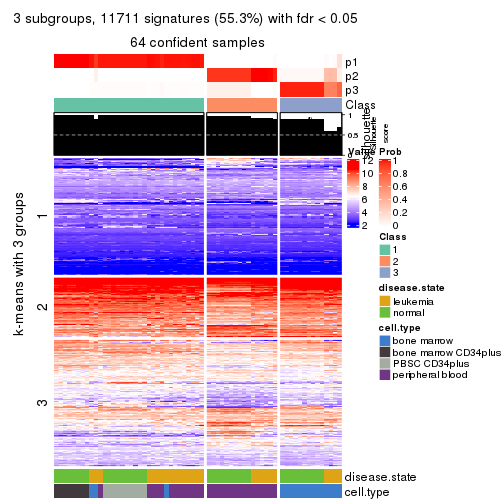 3 subgroups, 11711 signatures (55.3%) with fdr < 0.05
64 confident samples
p1
p2
p3
Class
1
0.5
0
Silhouette
score
k-means with 3 groups
1
2
3
Value
12
10
8
6
4
2
Prob
1
0.8
0.6
0.4
0.2
0
Class
1
2
3
disease.state
leukemia
normal
cell.type
bone marrow
bone marrow CD34plus
PBSC CD34plus
peripheral blood
disease.state
cell.type